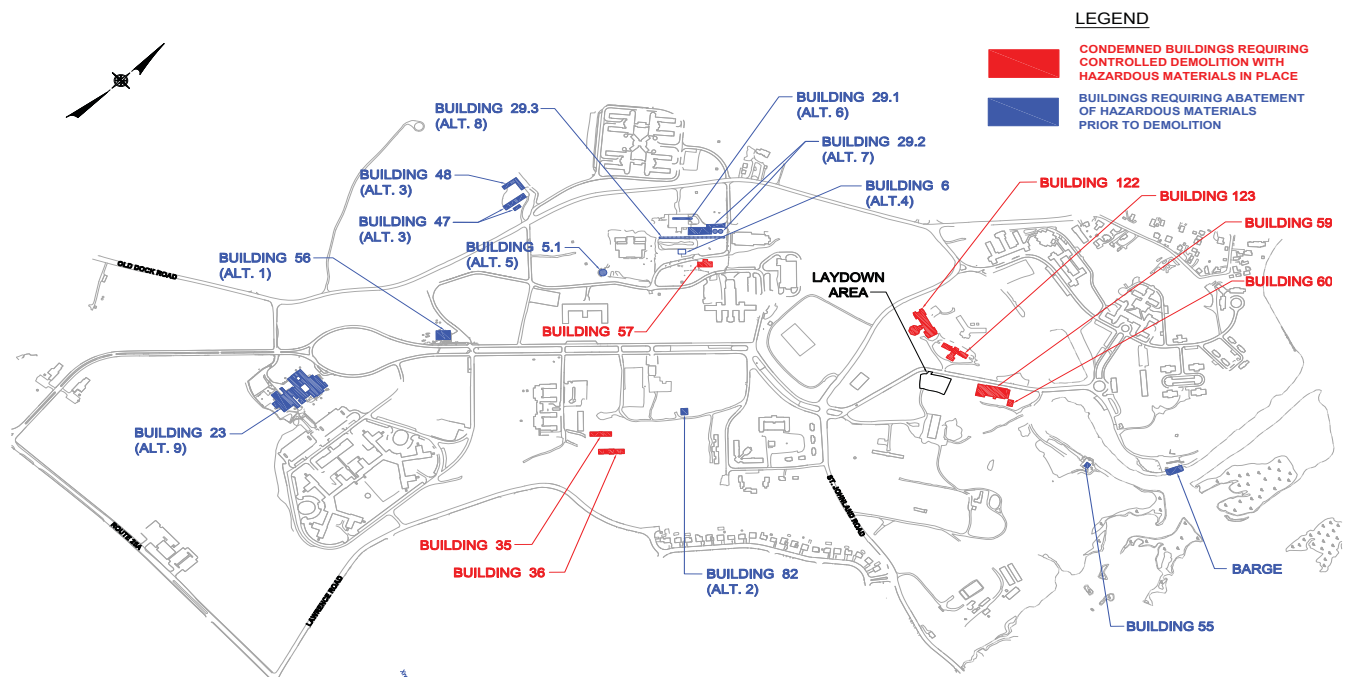 LEGEND
CONDEMNED BUILDINGS REQUIRING
CONTROLLED DEMOLITION WITH
HAZARDOUS MATERIALS IN PLACE
BUILDINGS REQUIRING ABATEMENT
OF HAZARDOUS MATERIALS
PRIOR TO DEMOLITION
BUILDING 29.3
(ALT. 8)
BUILDING 29.1
(ALT. 6)
BUILDING 29.2
(ALT. 7)
BUILDING 48
(ALT. 3)
BUILDING 6
(ALT.4)
BUILDING 122
BUILDING 123
BUILDING 47
(ALT. 3)
BUILDING 59
BUILDING 5.1
(ALT. 5)
BUILDING 56
(ALT. 1)
OLD DOCK ROAD
LAYDOWN
AREA
BUILDING 60
BUILDING 57
BUILDING 23
(ALT. 9)
ST. JOHNLAND ROAD
ROUTE 25A
BUILDING 35
BUILDING 36
LAWRENCE ROAD
BUILDING 82
(ALT. 2)
BARGE
BUILDING 55